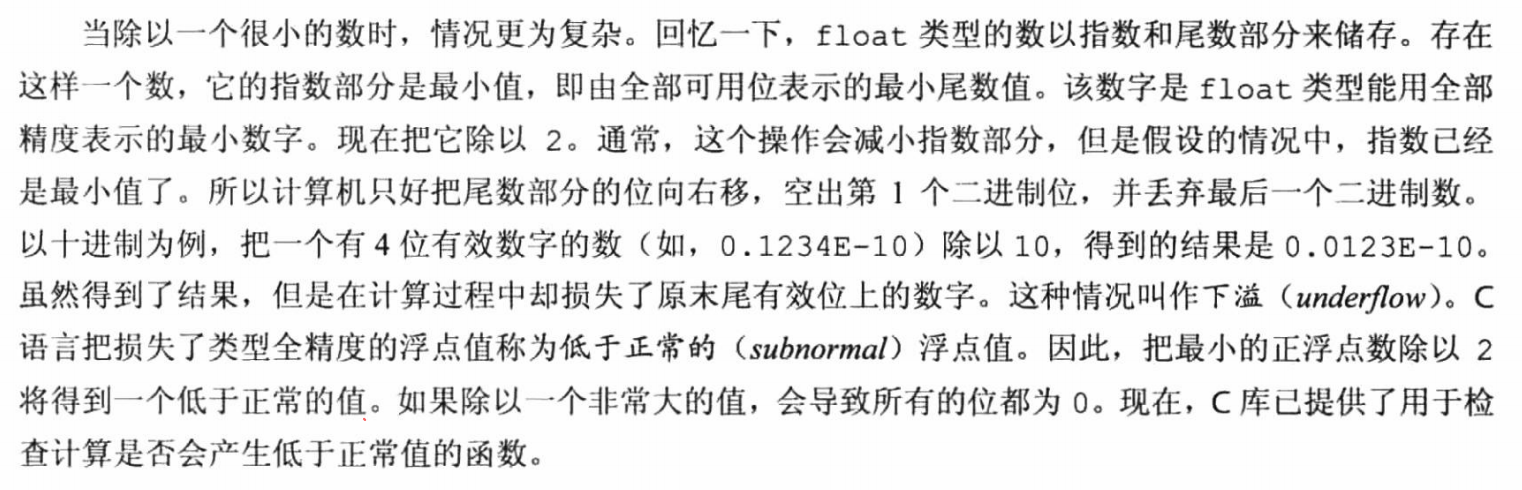 当除以一个很小的数时，情况更为复杂。回忆一下，float 类型的数以指数和尾数部分来储存。存在
这样一个数，它的指数部分是最小值，即由全部可用位表示的最小尾数值。该数字是 float 类型能用全部
精度表示的最小数字。现在把它除以 2。通常，这个操作会减小指数部分，但是假设的情况中，指数已经
是最小值了。所以计算机只好把尾数部分的位向右移，空出第 1 个二进制位，并丢弃最后一个二进制数。
以十进制为例，把一个有 4 位有效数字的数（如，0.1234E-10）除以 10，得到的结果是 0.0123E-10。
虽然得到了结果，但是在计算过程中却损失了原末尾有效位上的数字。这种情况叫作下溢（underflow）。C
语言把损失了类型全精度的浮点值称为低于正常的（subnormal）浮点值。因此，把最小的正浮点数除以 2
将得到一个低于正常的值。如果除以一个非常大的值，会导致所有的位都为 0。现在，C 库已提供了用于检
查计算是否会产生低于正常值的函数。